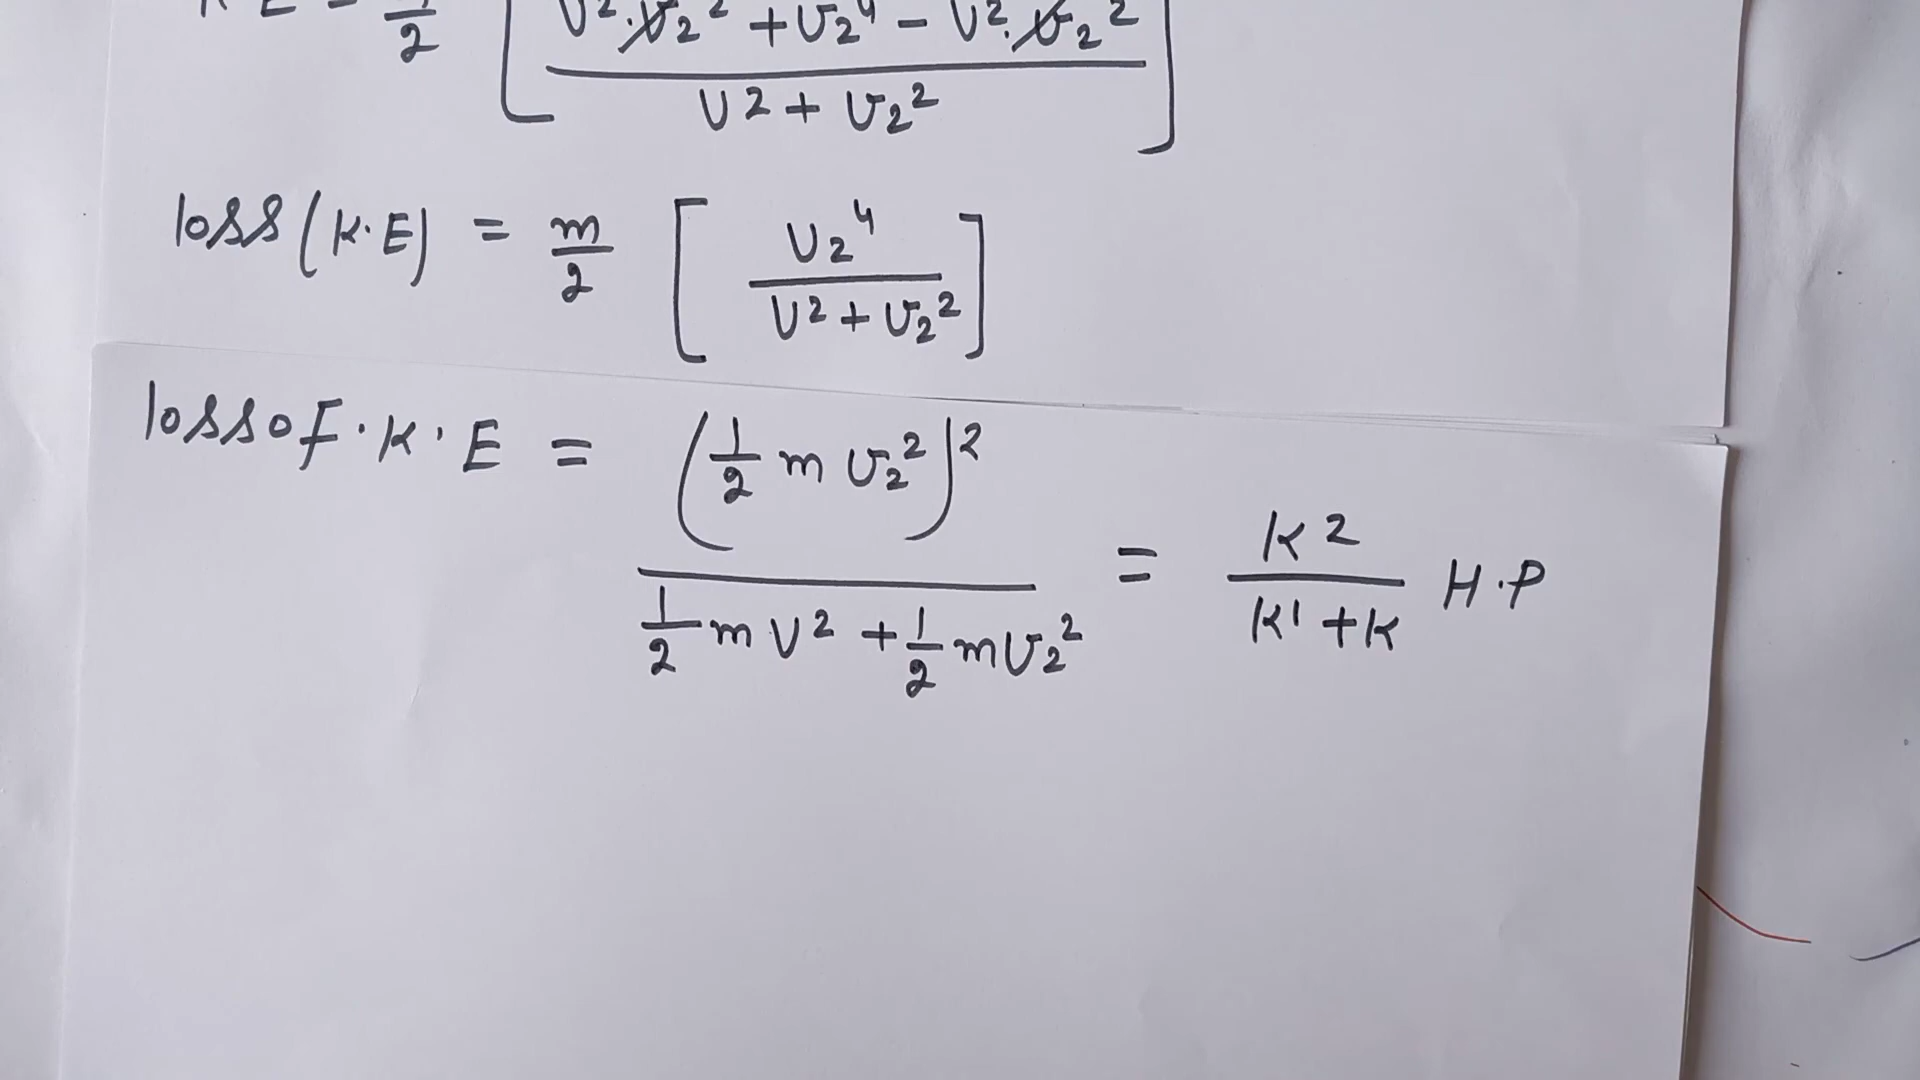 K E = m/2 [ (V².V₂² + V₂⁴ - V².V₂²) / (V² + V₂²) ]
loss (K.E) = m/2 [ V₂⁴ / (V² + V₂²) ]
loss of.K.E = (1/2 m V₂²)² / (1/2 m V² + 1/2 m V₂²) = K² / (K¹ + K) H.P